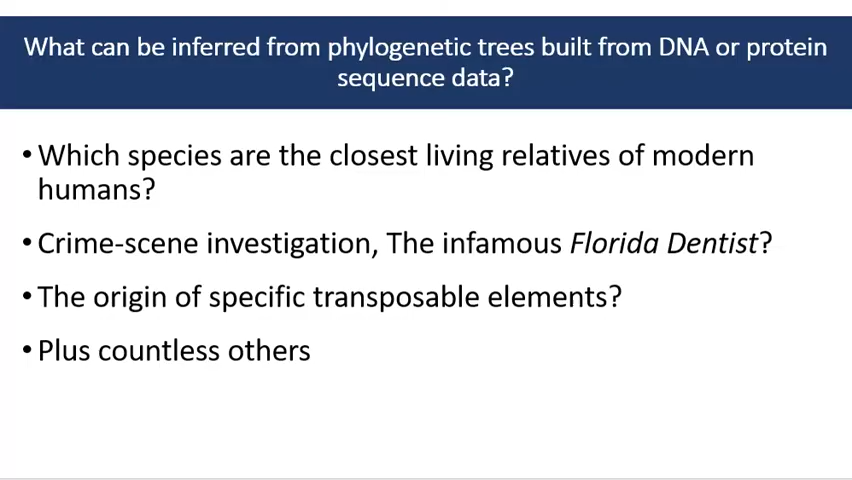 What can be inferred from phylogenetic trees built from DNA or protein
sequence data?
• Which species are the closest living relatives of modern
humans?
• Crime-scene investigation, The infamous Florida Dentist?
• The origin of specific transposable elements?
• Plus countless others